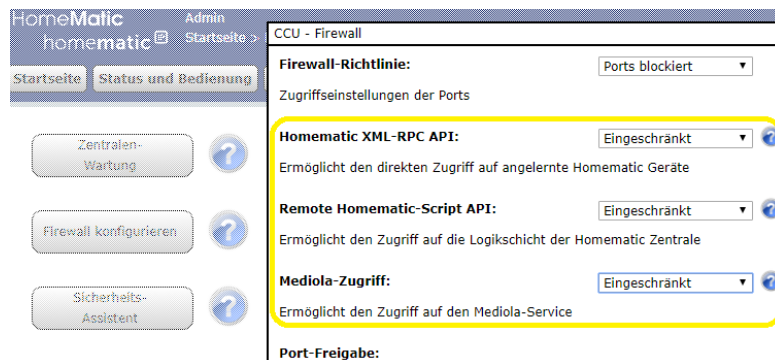 HomeMatic
homematic
Admin
Startseite >
Startseite
Status und Bedienung
Zentralen-
Wartung
Firewall konfigurieren
Sicherheits-
Assistent
CCU - Firewall
Firewall-Richtlinie: Ports blockiert
Zugriffseinstellungen der Ports
Homematic XML-RPC API: Eingeschränkt
Ermöglicht den direkten Zugriff auf angelernte Homematic Geräte
Remote Homematic-Script API: Eingeschränkt
Ermöglicht den Zugriff auf die Logikschicht der Homematic Zentrale
Mediola-Zugriff: Eingeschränkt
Ermöglicht den Zugriff auf den Mediola-Service
Port-Freigabe: